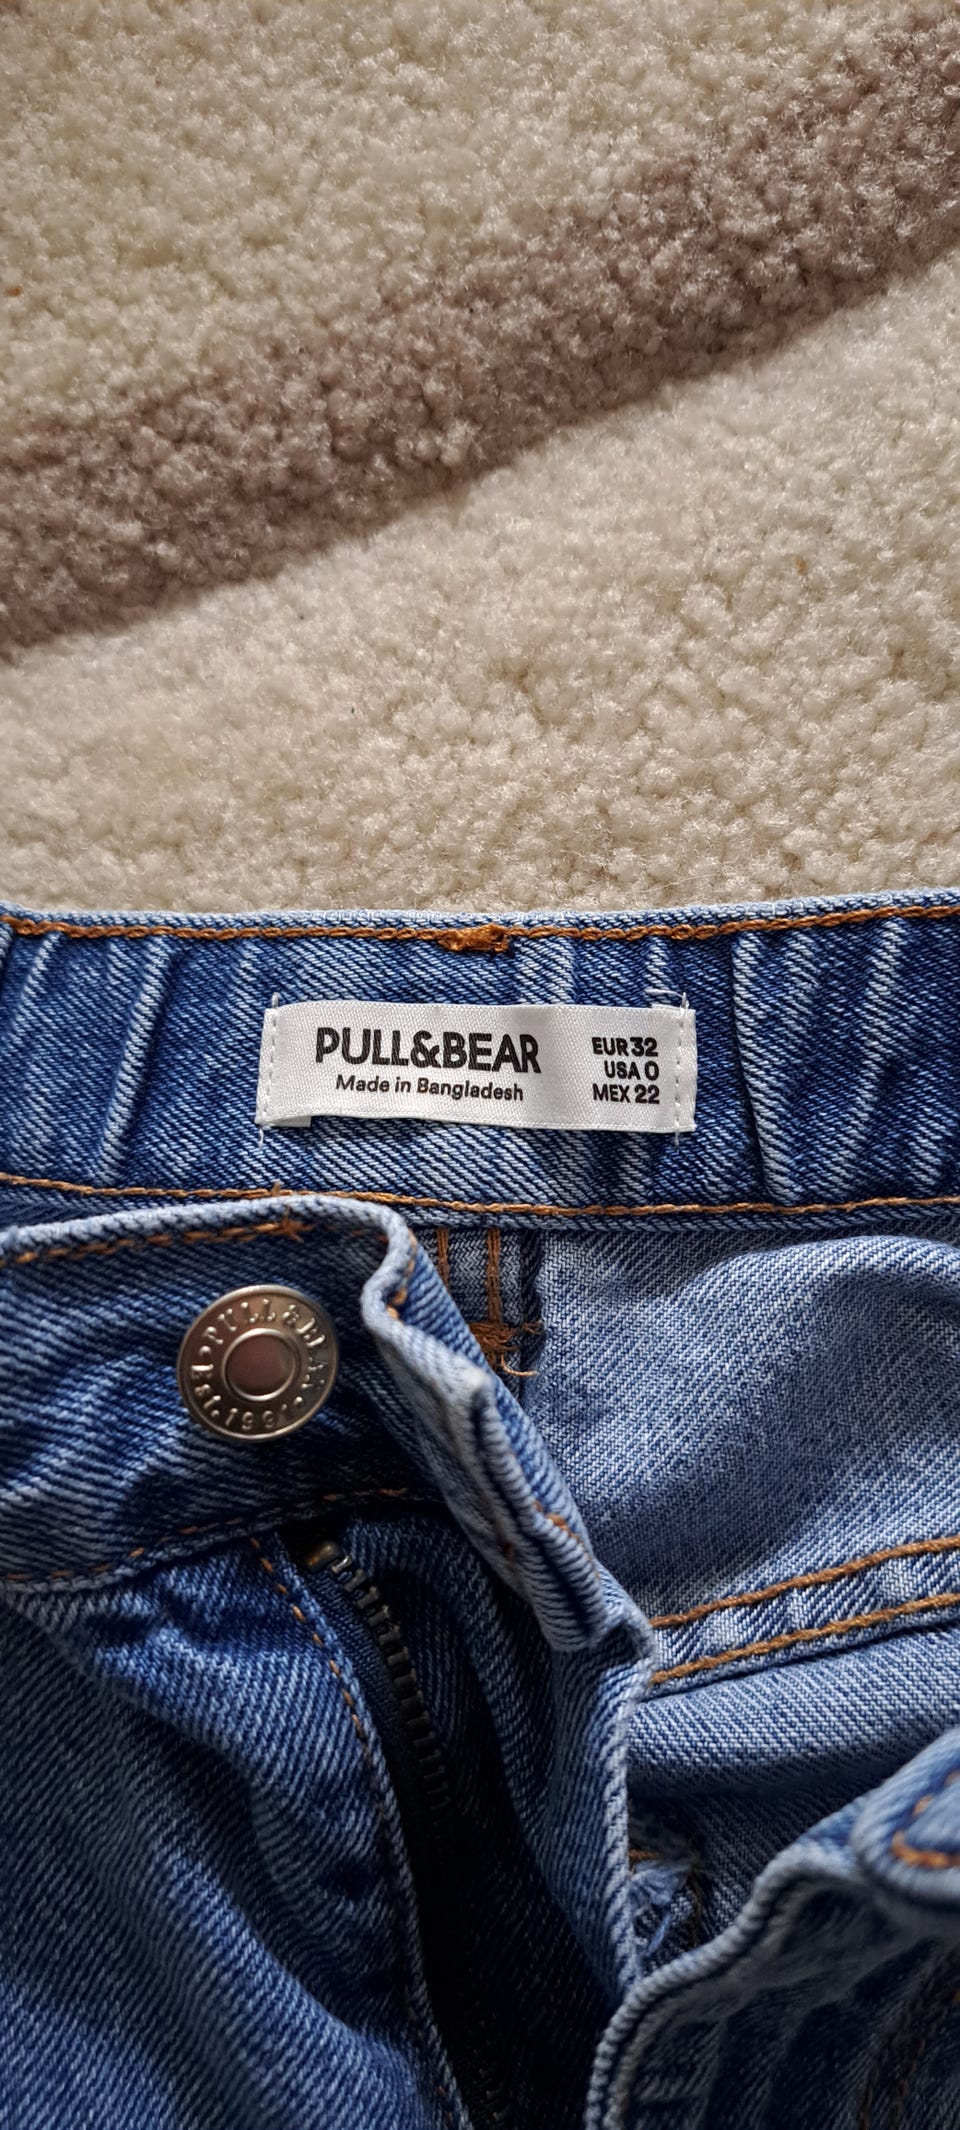 PULL&BEAR
Made in Bangladesh
EUR 32
USA 0
MEX 22
PULL&BEAR
Est. 1991